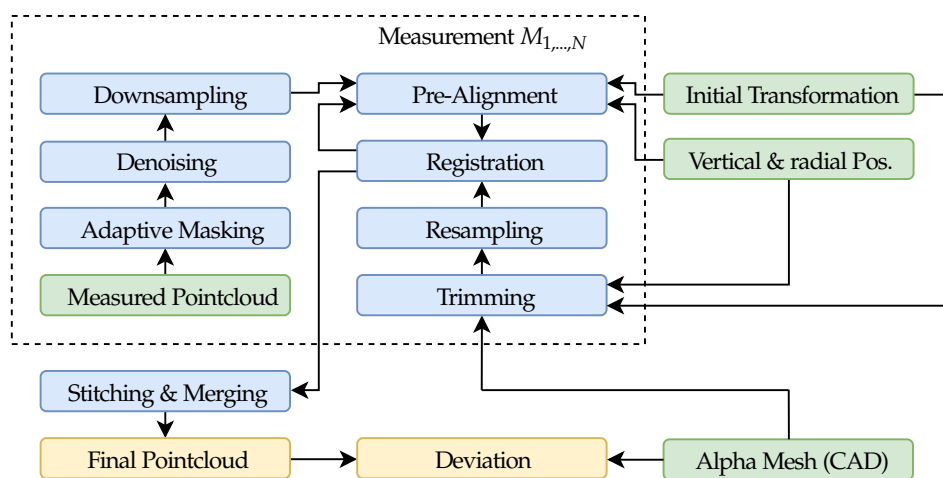 Measurement M1,...,N
Downsampling
Pre-Alignment
Initial Transformation
Denoising
Registration
Vertical & radial Pos.
Adaptive Masking
Resampling
Measured Pointcloud
Trimming
Stitching & Merging
Final Pointcloud
Deviation
Alpha Mesh (CAD)